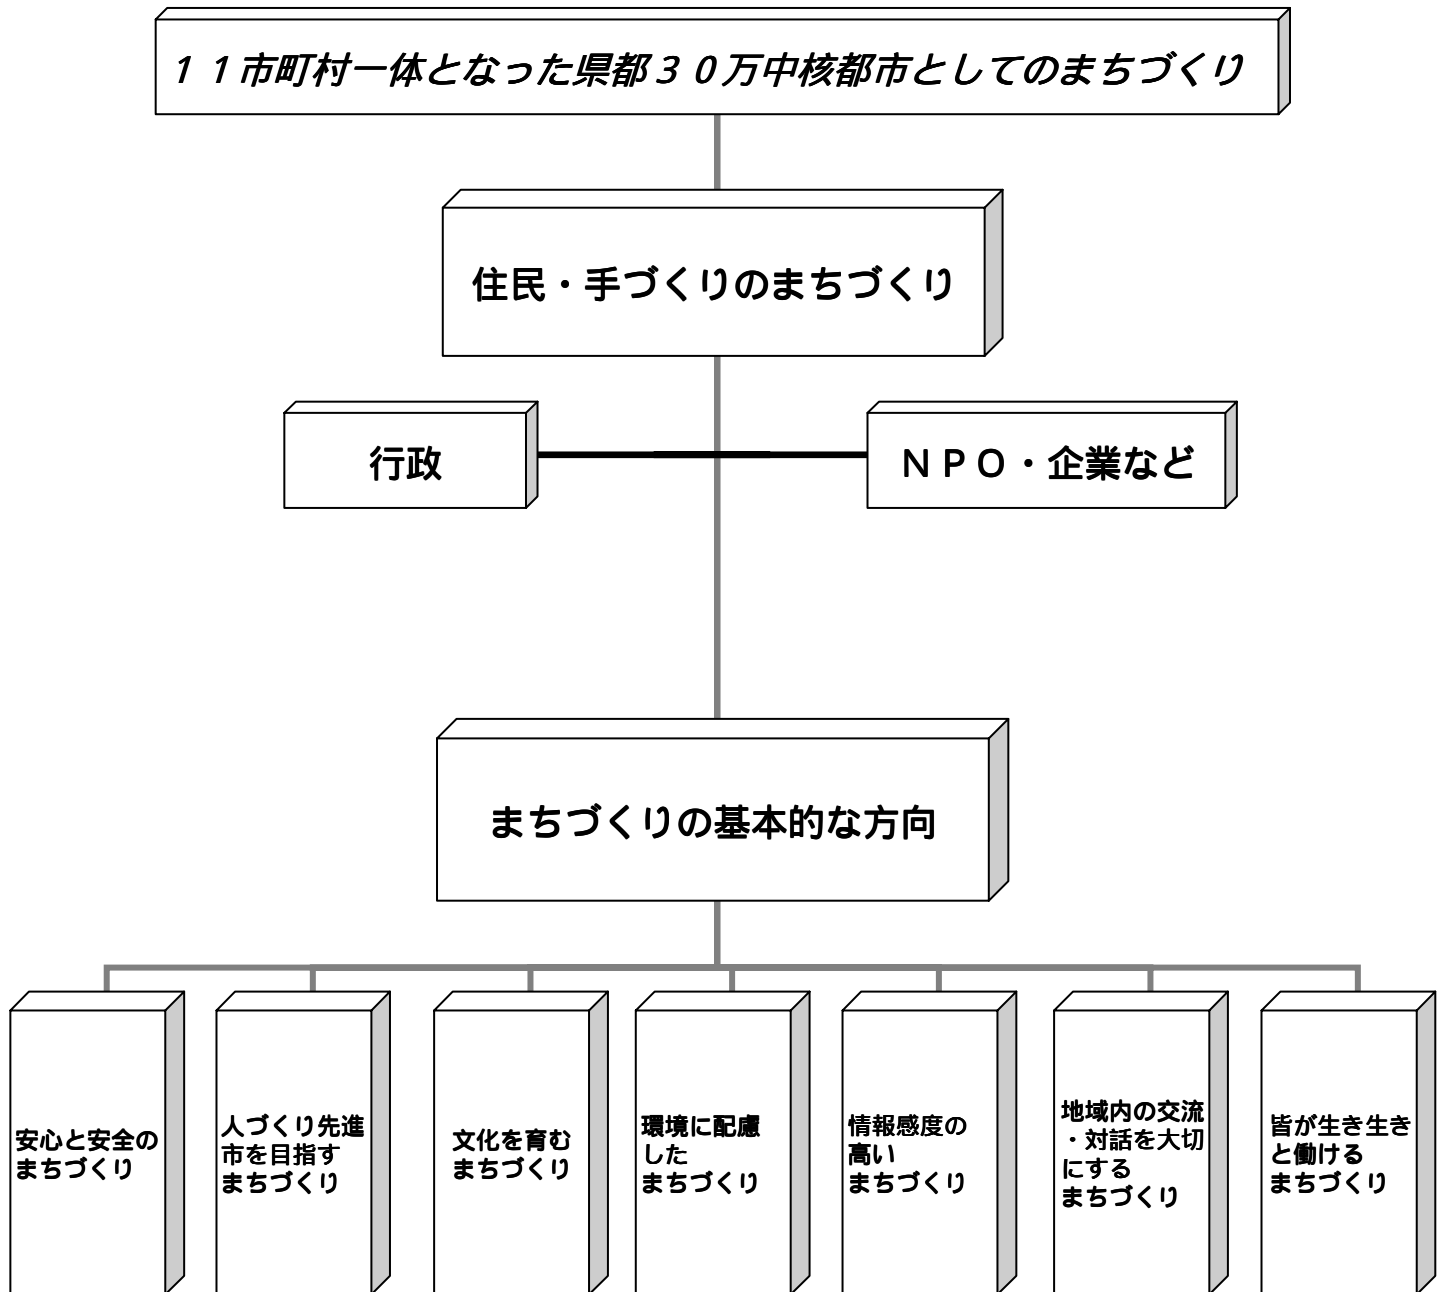 １１市町村一体となった県都３０万中核都市としてのまちづくり
住民・手づくりのまちづくり
行政
ＮＰＯ・企業など
まちづくりの基本的な方向
安心と安全の
まちづくり
人づくり先進
市を目指す
まちづくり
文化を育む
まちづくり
環境に配慮
した
まちづくり
情報感度の
高い
まちづくり
地域内の交流
・対話を大切
にする
まちづくり
皆が生き生き
と働ける
まちづくり